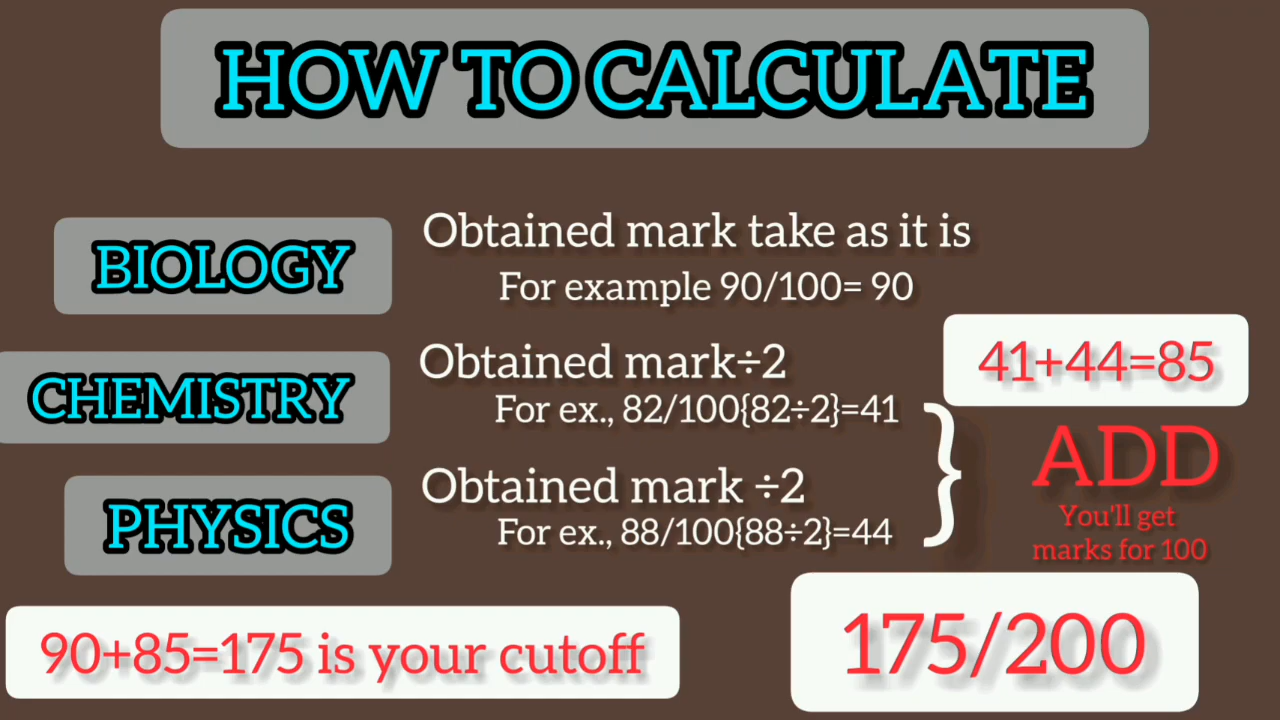 HOW TO CALCULATE
BIOLOGY
Obtained mark take as it is
For example 90/100= 90
CHEMISTRY
Obtained mark÷2
For ex., 82/100{82÷2}=41
PHYSICS
Obtained mark ÷2
For ex., 88/100{88÷2}=44
}
41+44=85
ADD
You'll get
marks for 100
90+85=175 is your cutoff
175/200